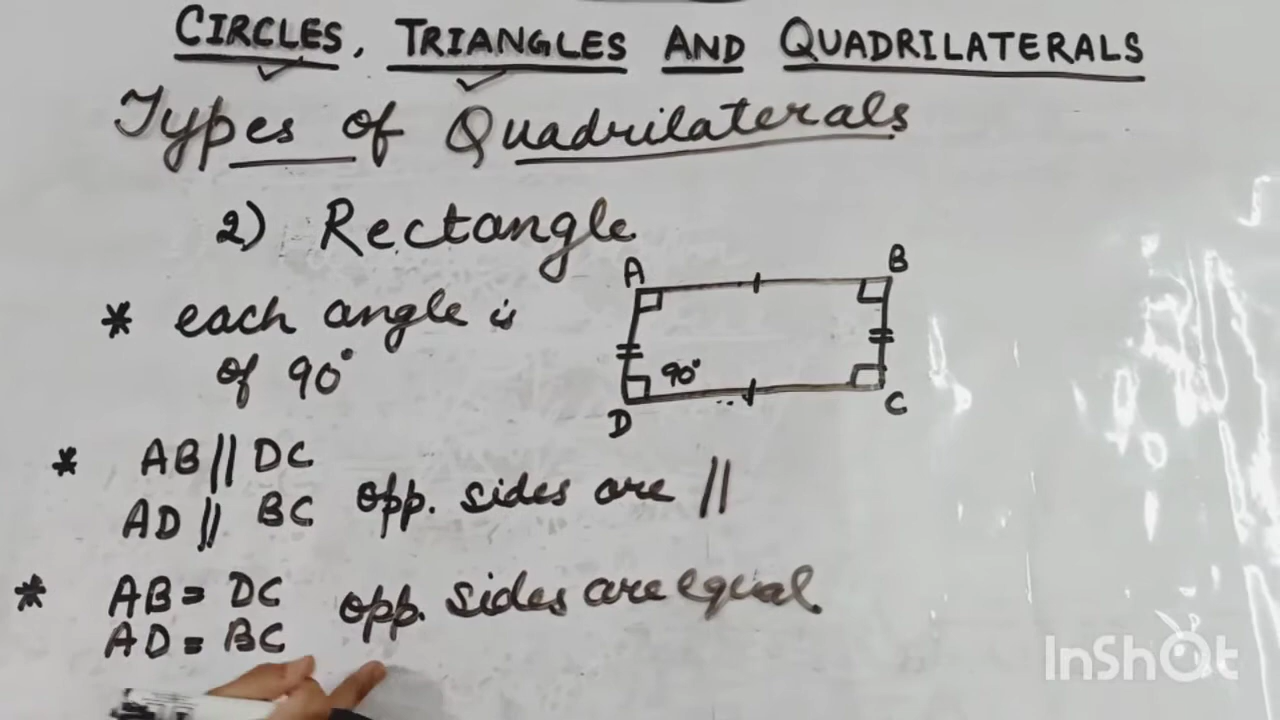 CIRCLES, TRIANGLES AND QUADRILATERALS
Types of Quadrilaterals
2) Rectangle
A
B
* each angle is
of 90°
90°
D
C
* AB || DC
AD || BC opp. sides are ||
* AB = DC
AD = BC opp. sides are equal
InShOt